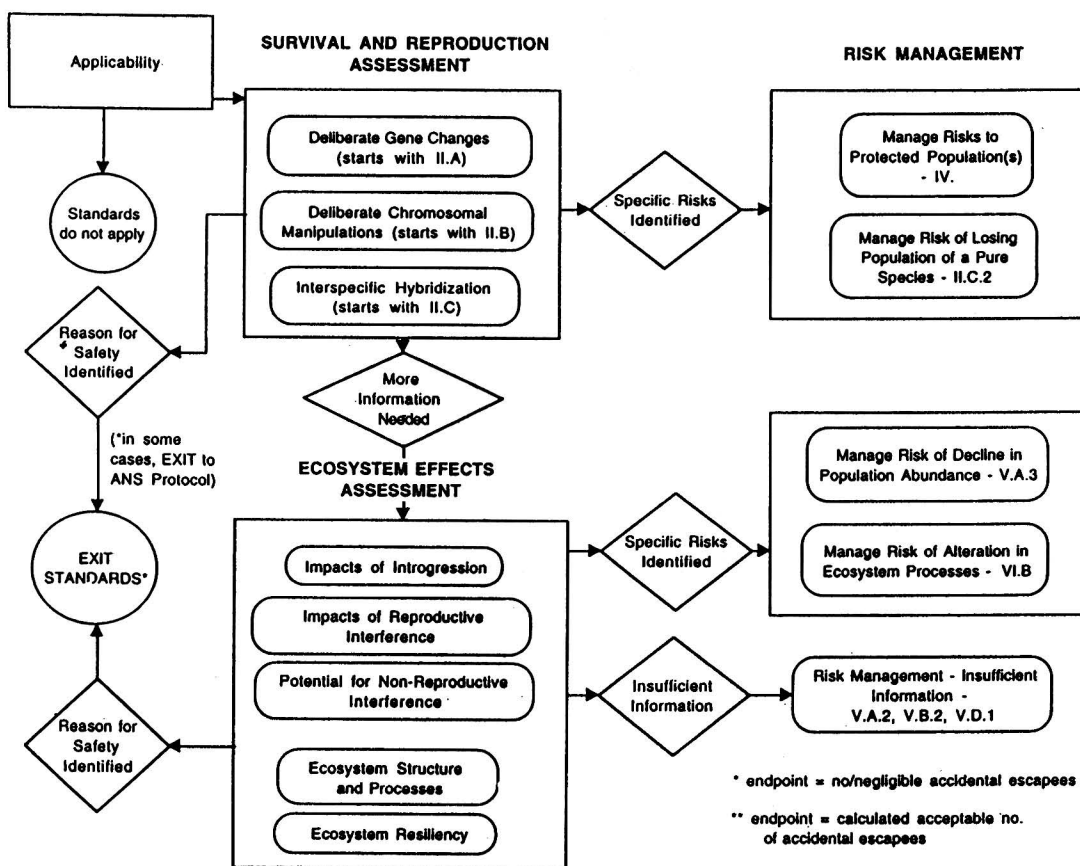 Applicability
SURVIVAL AND REPRODUCTION
ASSESSMENT
RISK MANAGEMENT
Deliberate Gene Changes
(starts with II.A)
Deliberate Chromosomal
Manipulations (starts with II.B)
Interspecific Hybridization
(starts with II.C)
Specific Risks
Identified
Manage Risks to
Protected Population(s)
- IV.
Manage Risk of Losing
Population of a Pure
Species - II.C.2
Standards
do not apply
Reason for
* Safety
Identified
(*in some
cases, EXIT to
ANS Protocol)
EXIT
STANDARDS*
More
Information
Needed
ECOSYSTEM EFFECTS
ASSESSMENT
Impacts of Introgression
Impacts of Reproductive
Interference
Potential for Non-Reproductive
Interference
Ecosystem Structure
and Processes
Ecosystem Resiliency
Specific Risks
Identified
Manage Risk of Decline in
Population Abundance - V.A.3
Manage Risk of Alteration in
Ecosystem Processes - VI.B
Insufficient
Information
Risk Management - Insufficient
Information -
V.A.2, V.B.2, V.D.1
Reason for
Safety
Identified
* endpoint = no/negligible accidental escapees
** endpoint = calculated acceptable no.
of accidental escapees